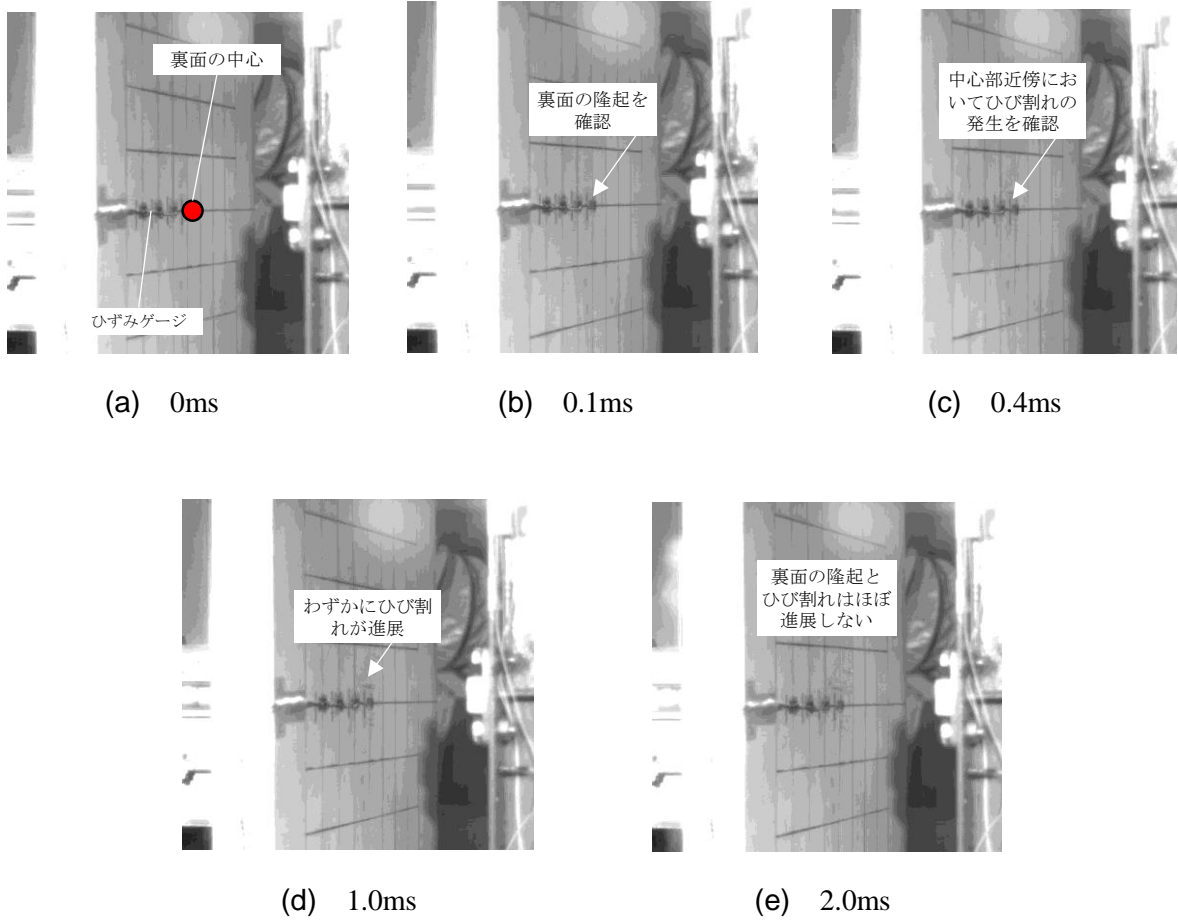 裏面の中心
ひずみゲージ
(a) 0ms
裏面の隆起を
確認
(b) 0.1ms
中心部近傍にお
いてひび割れの
発生を確認
(c) 0.4ms
わずかにひび割
れが進展
(d) 1.0ms
裏面の隆起と
ひび割れはほぼ
進展しない
(e) 2.0ms